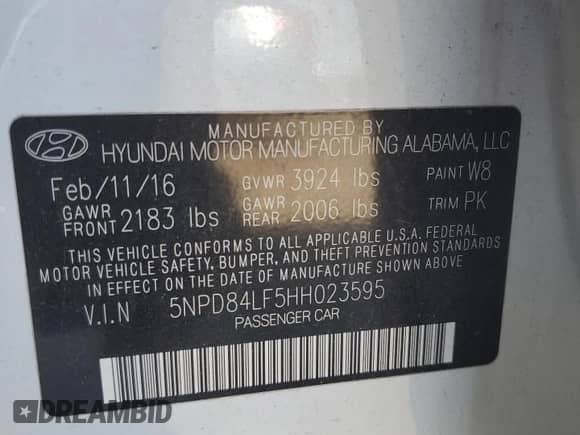 MANUFACTURED BY
HYUNDAI MOTOR MANUFACTURING ALABAMA, LLC
Feb/11/16 GVWR 3924 lbs PAINT W8
GAWR FRONT 2183 lbs GAWR REAR 2006 lbs TRIM PK
THIS VEHICLE CONFORMS TO ALL APPLICABLE U.S.A. FEDERAL
MOTOR VEHICLE SAFETY, BUMPER, AND THEFT PREVENTION STANDARDS
IN EFFECT ON THE DATE OF MANUFACTURE SHOWN ABOVE.
V.I.N 5NPD84LF5HH023595
PASSENGER CAR
DREAMBID